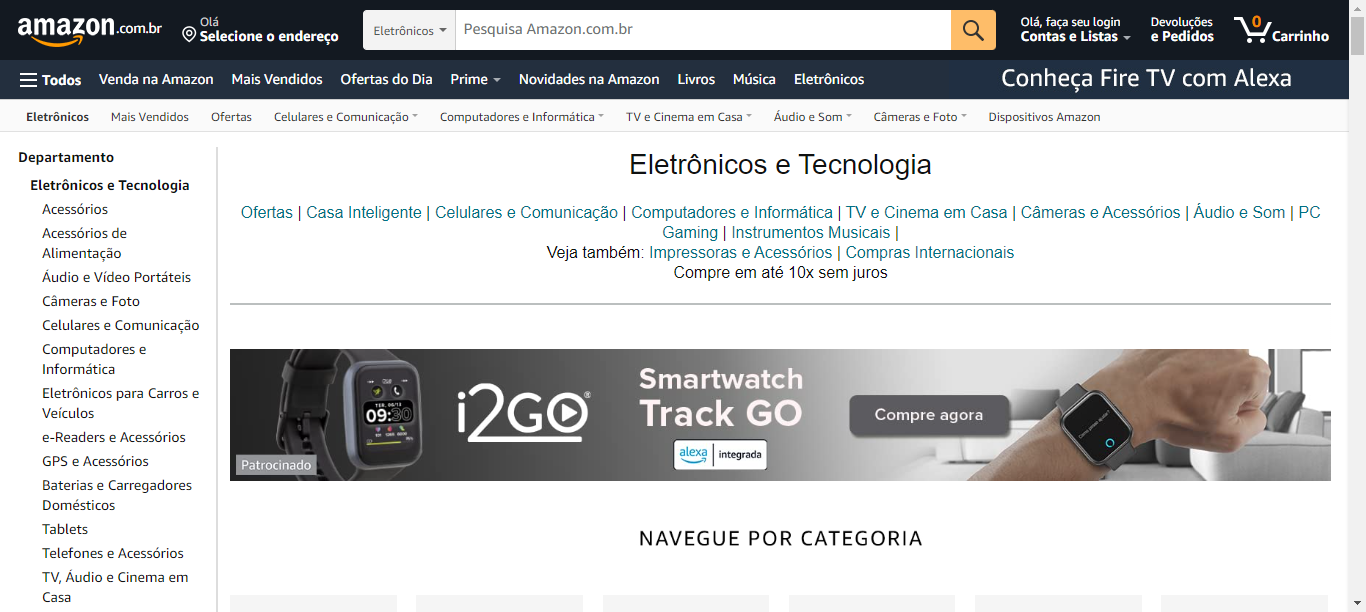 amazon.com.br
Olá
Selecione o endereço
Eletrônicos
Pesquisa Amazon.com.br
Olá, faça seu login
Contas e Listas
Devoluções
e Pedidos
0
Carrinho
Todos Venda na Amazon Mais Vendidos Ofertas do Dia Prime Novidades na Amazon Livros Música Eletrônicos
Conheça Fire TV com Alexa
Eletrônicos Mais Vendidos Ofertas Celulares e Comunicação Computadores e Informática TV e Cinema em Casa Áudio e Som Câmeras e Foto Dispositivos Amazon
Departamento
Eletrônicos e Tecnologia
Acessórios
Acessórios de
Alimentação
Áudio e Vídeo Portáteis
Câmeras e Foto
Celulares e Comunicação
Computadores e
Informática
Eletrônicos para Carros e
Veículos
e-Readers e Acessórios
GPS e Acessórios
Baterias e Carregadores
Domésticos
Tablets
Telefones e Acessórios
TV, Áudio e Cinema em
Casa
Eletrônicos e Tecnologia
Ofertas | Casa Inteligente | Celulares e Comunicação | Computadores e Informática | TV e Cinema em Casa | Câmeras e Acessórios | Áudio e Som | PC
Gaming | Instrumentos Musicais |
Veja também: Impressoras e Acessórios | Compras Internacionais
Compre em até 10x sem juros
09:30
Patrocinado
i2GO®
Smartwatch
Track GO
alexa integrada
Compre agora
NAVEGUE POR CATEGORIA